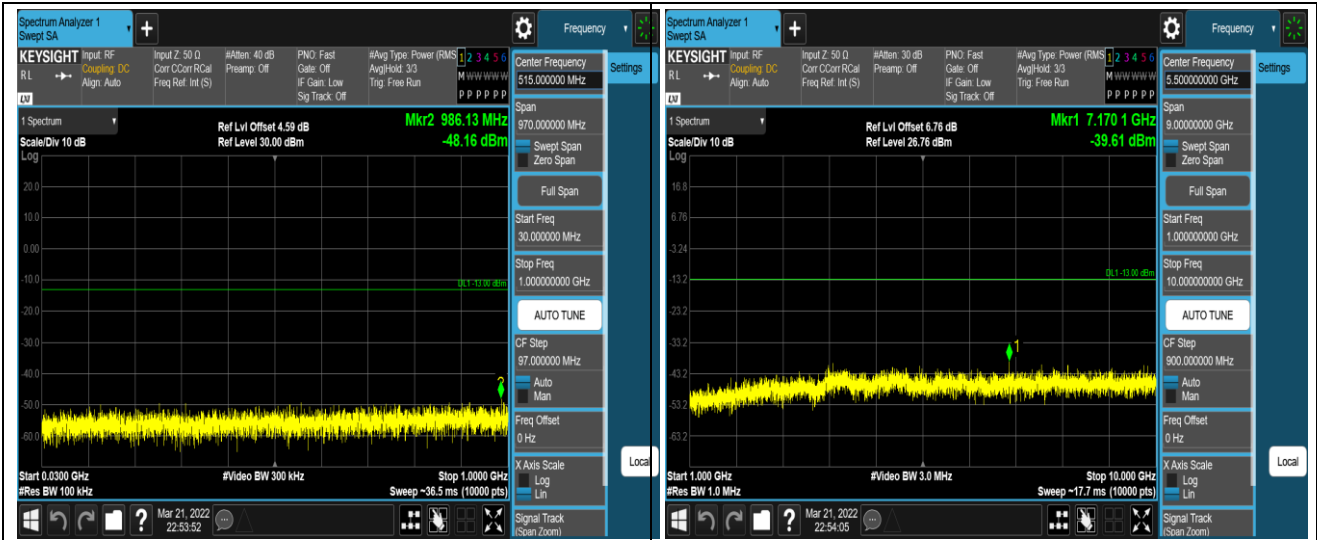 Spectrum Analyzer 1
Swept SA
+
Frequency
KEYSIGHT
Input: RF
Coupling: DC
Align: Auto
Input Z: 50 Ω
Corr CCorr RCal
Freq Ref: Int (S)
#Atten: 40 dB
Preamp: Off
PNO: Fast
Gate: Off
IF Gain: Low
Sig Track: Off
#Avg Type: Power (RMS
Avg|Hold: 3/3
Trig: Free Run
1 2 3 4 5 6
M W W W W W
P P P P P P
RL
LXI
Center Frequency
515.000000 MHz
Settings
1 Spectrum
Ref Lvl Offset 4.59 dB
Mkr2 986.13 MHz
Scale/Div 10 dB
Ref Level 30.00 dBm
-48.16 dBm
Log
20.0
10.0
0.00
-10.0
-20.0
-30.0
-40.0
-50.0
-60.0
DL1 -13.00 dBm
2
Start 0.0300 GHz
#Video BW 300 kHz
Stop 1.0000 GHz
#Res BW 100 kHz
Sweep ~36.5 ms (10000 pts)
Span
970.000000 MHz
Swept Span
Zero Span
Full Span
Start Freq
30.000000 MHz
Stop Freq
1.000000000 GHz
AUTO TUNE
CF Step
97.000000 MHz
Auto
Man
Freq Offset
0 Hz
X Axis Scale
Log
Lin
Signal Track
(Span Zoom)
Local
?
Mar 21, 2022
22:53:52
Spectrum Analyzer 1
Swept SA
+
Frequency
KEYSIGHT
Input: RF
Coupling: DC
Align: Auto
Input Z: 50 Ω
Corr CCorr RCal
Freq Ref: Int (S)
#Atten: 30 dB
Preamp: Off
PNO: Fast
Gate: Off
IF Gain: Low
Sig Track: Off
#Avg Type: Power (RMS
Avg|Hold: 3/3
Trig: Free Run
1 2 3 4 5 6
M W W W W W
P P P P P P
RL
LXI
Center Frequency
5.500000000 GHz
Settings
1 Spectrum
Ref Lvl Offset 6.76 dB
Mkr1 7.170 1 GHz
Scale/Div 10 dB
Ref Level 26.76 dBm
-39.61 dBm
Log
16.8
6.76
-3.24
-13.2
-23.2
-33.2
-43.2
-53.2
-63.2
DL1 -13.00 dBm
1
Start 1.000 GHz
#Video BW 3.0 MHz
Stop 10.000 GHz
#Res BW 1.0 MHz
Sweep ~17.7 ms (10000 pts)
Span
9.00000000 GHz
Swept Span
Zero Span
Full Span
Start Freq
1.000000000 GHz
Stop Freq
10.000000000 GHz
AUTO TUNE
CF Step
900.000000 MHz
Auto
Man
Freq Offset
0 Hz
X Axis Scale
Log
Lin
Signal Track
(Span Zoom)
Local
?
Mar 21, 2022
22:54:05